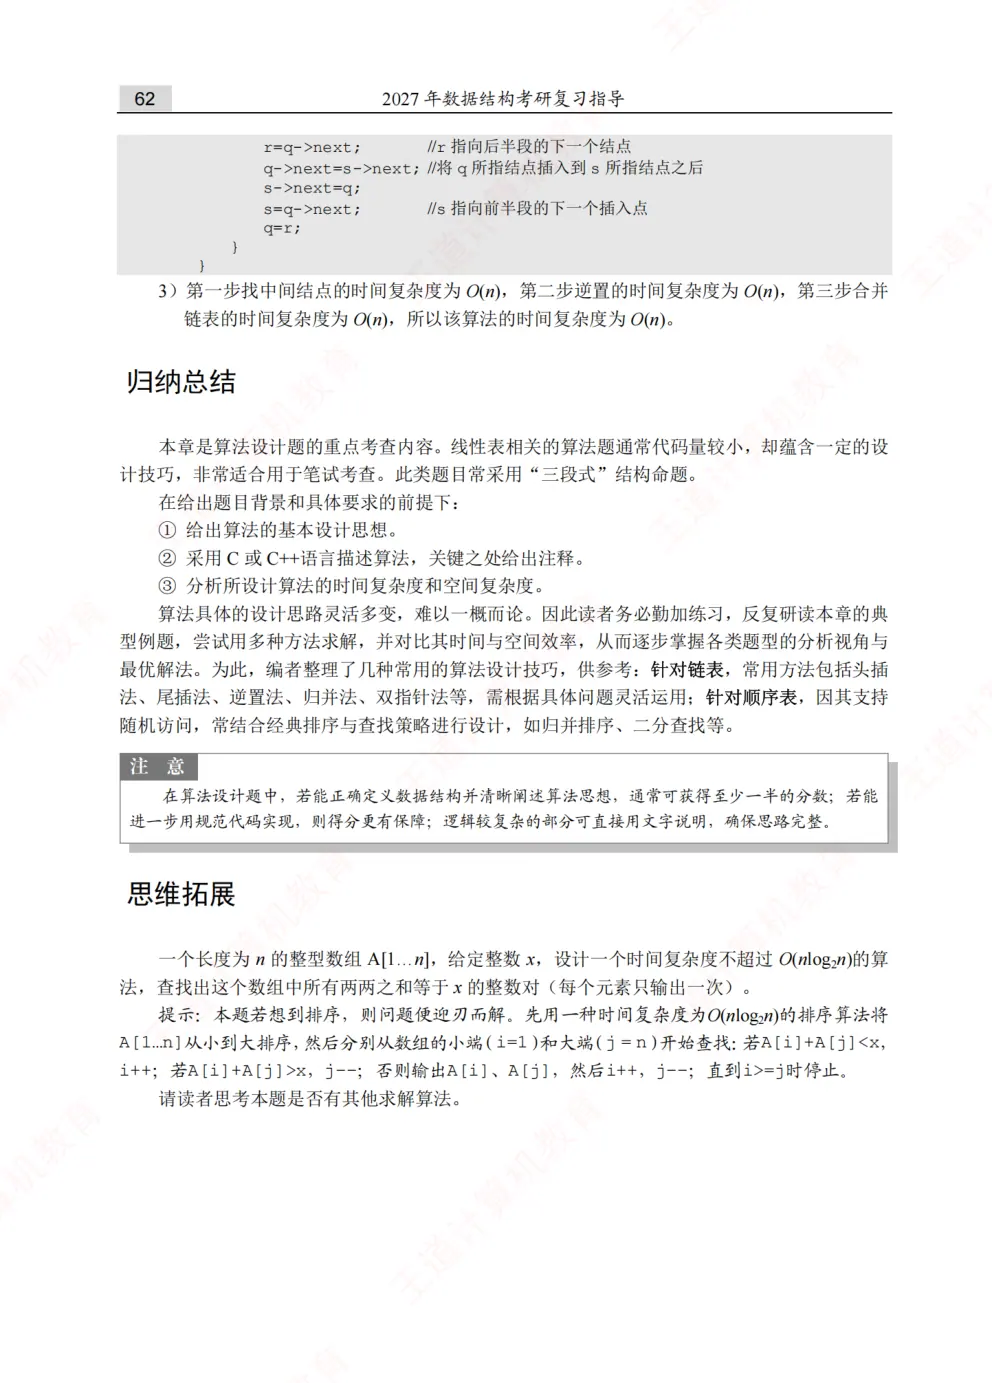 62
2027 年数据结构考研复习指导
r=q->next; //r 指向后半段的下一个结点
q->next=s->next; //将 q 所指结点插入到 s 所指结点之后
s->next=q;
s=q->next; //s 指向前半段的下一个插入点
q=r;
}
}
3）第一步找中间结点的时间复杂度为 O(n)，第二步逆置的时间复杂度为 O(n)，第三步合并
链表的时间复杂度为 O(n)，所以该算法的时间复杂度为 O(n)。
归纳总结
本章是算法设计题的重点考查内容。线性表相关的算法题通常代码量较小，却蕴含一定的设
计技巧，非常适合用于笔试考查。此类题目常采用“三段式”结构命题。
在给出题目背景和具体要求的前提下：
① 给出算法的基本设计思想。
② 采用 C 或 C++语言描述算法，关键之处给出注释。
③ 分析所设计算法的时间复杂度和空间复杂度。
算法具体的设计思路灵活多变，难以一概而论。因此读者务必勤加练习，反复研读本章的典
型例题，尝试用多种方法求解，并对比其时间与空间效率，从而逐步掌握各类题型的分析视角与
最优解法。为此，编者整理了几种常用的算法设计技巧，供参考：针对链表，常用方法包括头插
法、尾插法、逆置法、归并法、双指针法等，需根据具体问题灵活运用；针对顺序表，因其支持
随机访问，常结合经典排序与查找策略进行设计，如归并排序、二分查找等。
注 意
在算法设计题中，若能正确定义数据结构并清晰阐述算法思想，通常可获得至少一半的分数；若能
进一步用规范代码实现，则得分更有保障；逻辑较复杂的部分可直接用文字说明，确保思路完整。
思维拓展
一个长度为 n 的整型数组 A[1…n]，给定整数 x，设计一个时间复杂度不超过 O(nlog₂n)的算
法，查找出这个数组中所有两两之和等于 x 的整数对（每个元素只输出一次）。
提示：本题若想到排序，则问题便迎刃而解。先用一种时间复杂度为O(nlog₂n)的排序算法将
A[1…n]从小到大排序，然后分别从数组的小端(i=1)和大端(j=n)开始查找：若A[i]+A[j]<x，
i++；若A[i]+A[j]>x，j--；否则输出A[i]、A[j]，然后i++，j--；直到i>=j时停止。
请读者思考本题是否有其他求解算法。
王道计算机教育